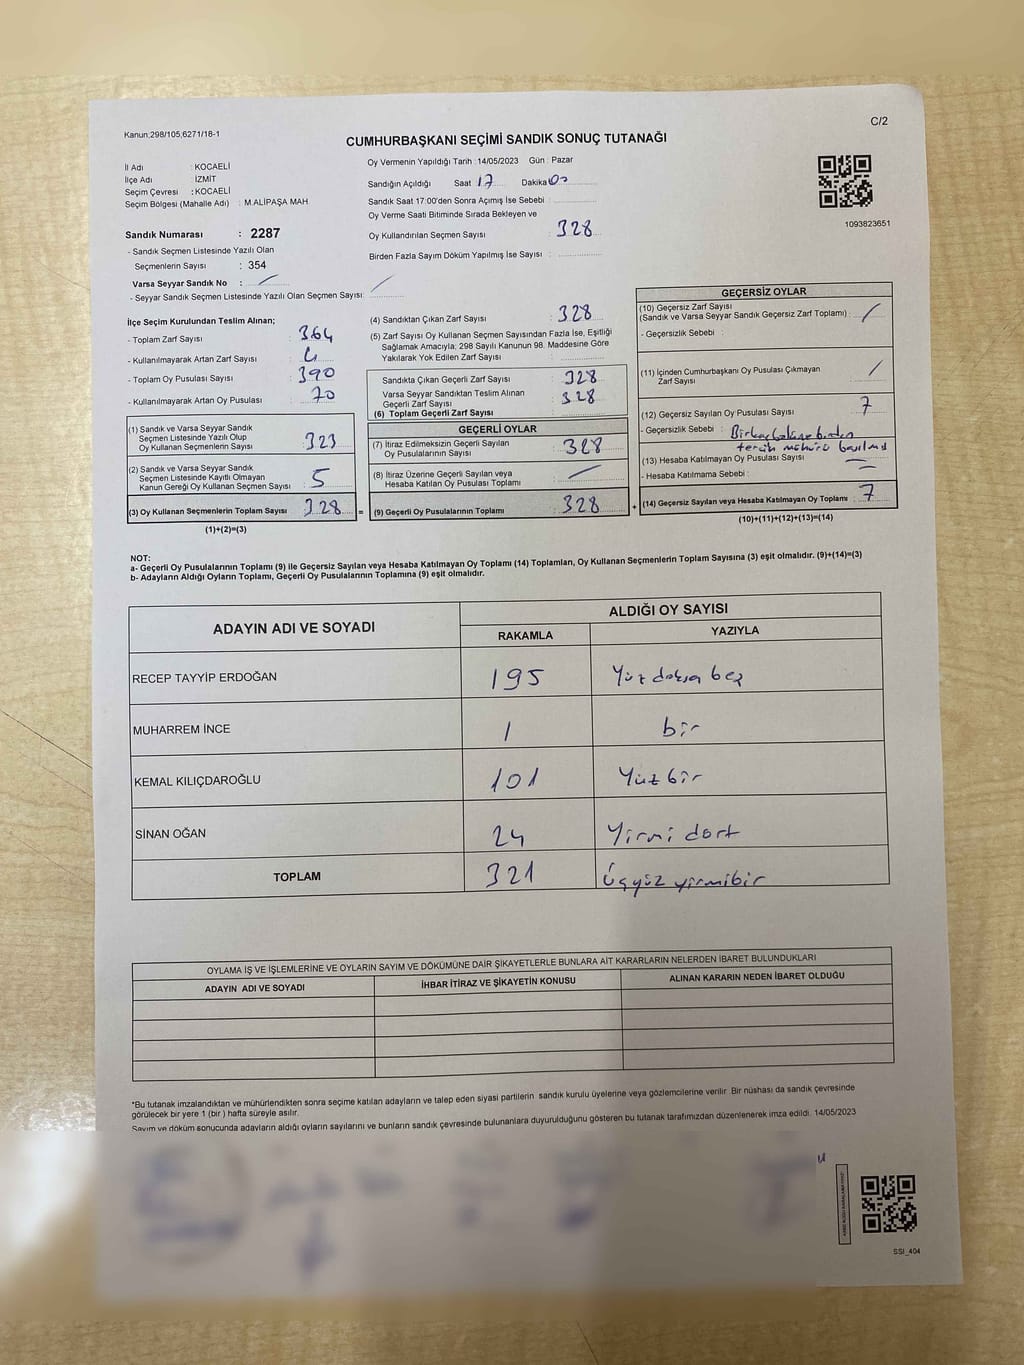 Kanun;298/105,6271/18-1
C/2
CUMHURBAŞKANI SEÇİMİ SANDIK SONUÇ TUTANAĞI
İl Adı : KOCAELİ
İlçe Adı : İZMİT
Seçim Çevresi : KOCAELİ
Seçim Bölgesi (Mahalle Adı) : M.ALİPAŞA MAH.
Sandık Numarası : 2287
- Sandık Seçmen Listesinde Yazılı Olan
Seçmenlerin Sayısı : 354
Varsa Seyyar Sandık No :
- Seyyar Sandık Seçmen Listesinde Yazılı Olan Seçmen Sayısı:
Oy Vermenin Yapıldığı Tarih : 14/05/2023 Gün : Pazar
Sandığın Açıldığı Saat 17 Dakika 00
Sandık Saat 17:00'den Sonra Açımış İse Sebebi :
Oy Verme Saati Bitiminde Sırada Bekleyen ve
Oy Kullandırılan Seçmen Sayısı : 328
Birden Fazla Sayım Döküm Yapılmış İse Sayısı :
1093823651
İlçe Seçim Kurulundan Teslim Alınan;
- Toplam Zarf Sayısı : 364
- Kullanılmayarak Artan Zarf Sayısı : 4
- Toplam Oy Pusulası Sayısı : 390
- Kullanılmayarak Artan Oy Pusulası : 70
(1) Sandık ve Varsa Seyyar Sandık
Seçmen Listesinde Yazılı Olup
Oy Kullanan Seçmenlerin Sayısı : 323
(2) Sandık ve Varsa Seyyar Sandık
Seçmen Listesinde Kayıtlı Olmayan
Kanun Gereği Oy Kullanan Seçmen Sayısı : 5
(3) Oy Kullanan Seçmenlerin Toplam Sayısı : 328
(1)+(2)=(3)
(4) Sandıktan Çıkan Zarf Sayısı : 328
(5) Zarf Sayısı Oy Kullanan Seçmen Sayısından Fazla İse, Eşitliği
Sağlamak Amacıyla; 298 Sayılı Kanunun 98. Maddesine Göre
Yakılarak Yok Edilen Zarf Sayısı :
Sandıkta Çıkan Geçerli Zarf Sayısı : 328
Varsa Seyyar Sandıktan Teslim Alınan
Geçerli Zarf Sayısı : 328
(6) Toplam Geçerli Zarf Sayısı :
GEÇERLİ OYLAR
(7) İtiraz Edilmeksizin Geçerli Sayılan
Oy Pusulalarının Sayısı : 328
(8) İtiraz Üzerine Geçerli Sayılan veya
Hesaba Katılan Oy Pusulası Toplamı :
= (9) Geçerli Oy Pusulalarının Toplamı : 328 +
GEÇERSİZ OYLAR
(10) Geçersiz Zarf Sayısı
(Sandık ve Varsa Seyyar Sandık Geçersiz Zarf Toplamı) :
- Geçersizlik Sebebi :
(11) İçinden Cumhurbaşkanı Oy Pusulası Çıkmayan
Zarf Sayısı :
(12) Geçersiz Sayılan Oy Pusulası Sayısı : 7
- Geçersizlik Sebebi :
tercih mührü
(13) Hesaba Katılmayan Oy Pusulası Sayısı :
- Hesaba Katılmama Sebebi :
(14) Geçersiz Sayılan veya Hesaba Katılmayan Oy Toplamı : 7
(10)+(11)+(12)+(13)=(14)
NOT:
a- Geçerli Oy Pusulalarının Toplamı (9) ile Geçersiz Sayılan veya Hesaba Katılmayan Oy Toplamı (14) Toplamları, Oy Kullanan Seçmenlerin Toplam Sayısına (3) eşit olmalıdır. (9)+(14)=(3)
b- Adayların Aldığı Oyların Toplamı, Geçerli Oy Pusulalarının Toplamına (9) eşit olmalıdır.
ADAYIN ADI VE SOYADI
ALDIĞI OY SAYISI
RAKAMLA YAZIYLA
RECEP TAYYİP ERDOĞAN 195 Yüz doksa beş
MUHARREM İNCE 1 bir
KEMAL KILIÇDAROĞLU 101 Yüz bir
SİNAN OĞAN 24 Yirmi dört
TOPLAM 321 Üçyüz yirmibir
OYLAMA İŞ VE İŞLEMLERİNE VE OYLARIN SAYIM VE DÖKÜMÜNE DAİR ŞİKAYETLERLE BUNLARA AİT KARARLARIN NELERDEN İBARET BULUNDUKLARI
ADAYIN ADI VE SOYADI İHBAR İTİRAZ VE ŞİKAYETİN KONUSU ALINAN KARARIN NEDEN İBARET OLDUĞU
*Bu tutanak imzalandıktan ve mühürlendikten sonra seçime katılan adayların ve talep eden siyasi partilerin sandık kurulu üyelerine veya gözlemcilerine verilir. Bir nüshası da sandık çevresinde
görülecek bir yere 1 (bir ) hafta süreyle asılır.
Sayım ve döküm sonucunda adayların aldığı oyların sayılarını ve bunların sandık çevresinde bulunanlara duyurulduğunu gösteren bu tutanak tarafımızdan düzenlenerek imza edildi. 14/05/2023
SSI_404